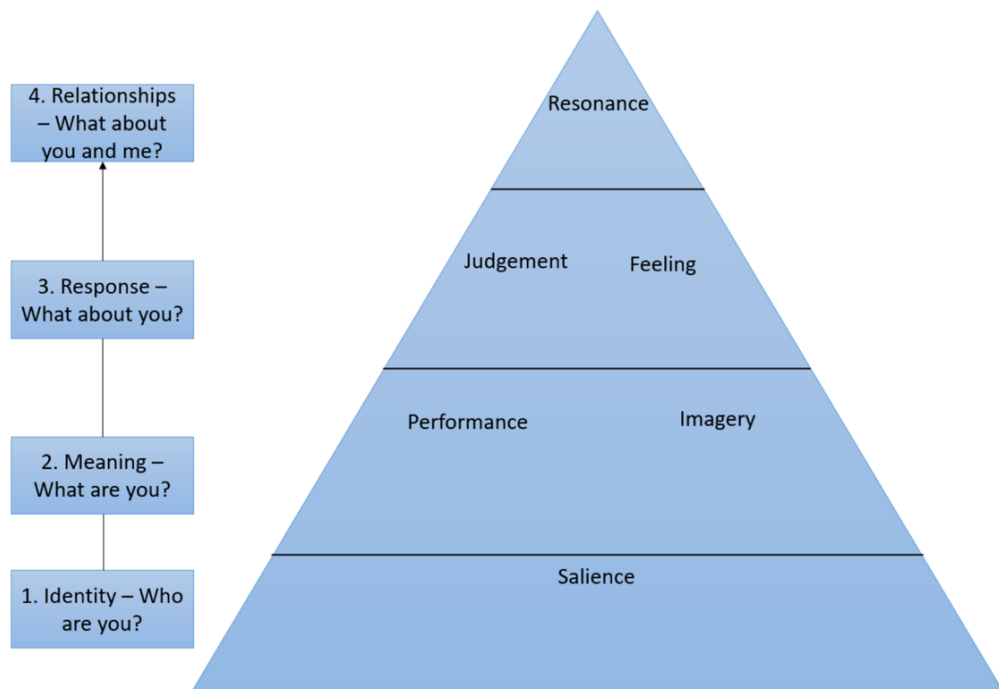 4. Relationships
– What about
you and me?
3. Response –
What about you?
2. Meaning –
What are you?
1. Identity – Who
are you?
Resonance
Judgement
Feeling
Performance
Imagery
Salience